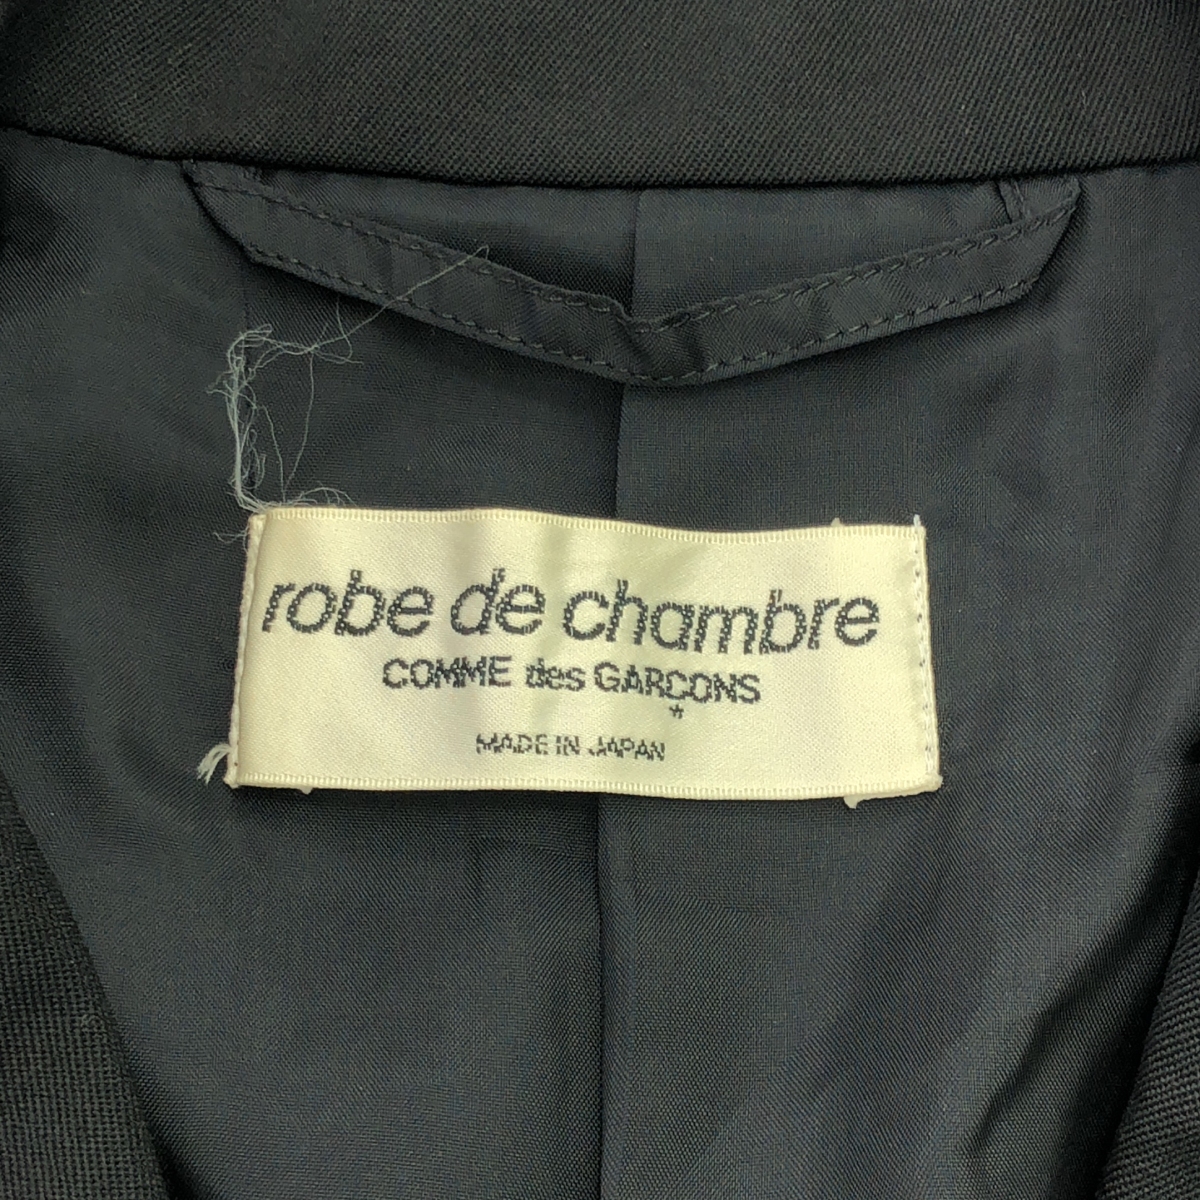 robe de chambre
COMME des GARÇONS
*
MADE IN JAPAN